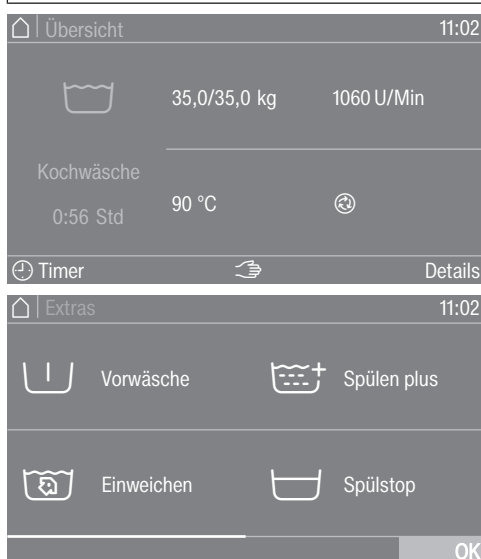 Übersicht 11:02
35,0/35,0 kg 1060 U/Min
Kochwäsche
0:56 Std
90 °C
Timer Details
Extras 11:02
Vorwäsche Spülen plus
Einweichen Spülstop
OK